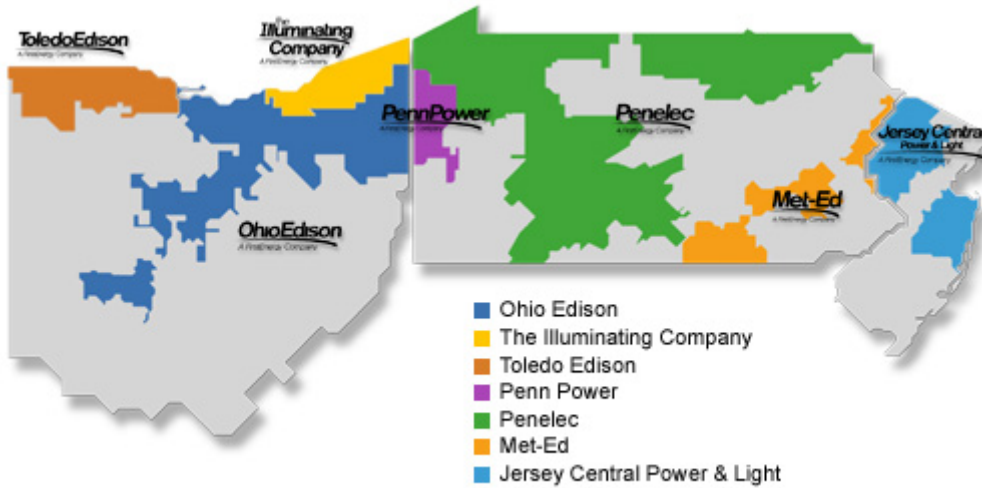 ToledoEdison
A FirstEnergy Company
The
Illuminating
Company
A FirstEnergy Company
PennPower
A FirstEnergy Company
Penelec
A FirstEnergy Company
Jersey Central
Power & Light
A FirstEnergy Company
Met-Ed
A FirstEnergy Company
OhioEdison
A FirstEnergy Company
Ohio Edison
The Illuminating Company
Toledo Edison
Penn Power
Penelec
Met-Ed
Jersey Central Power & Light